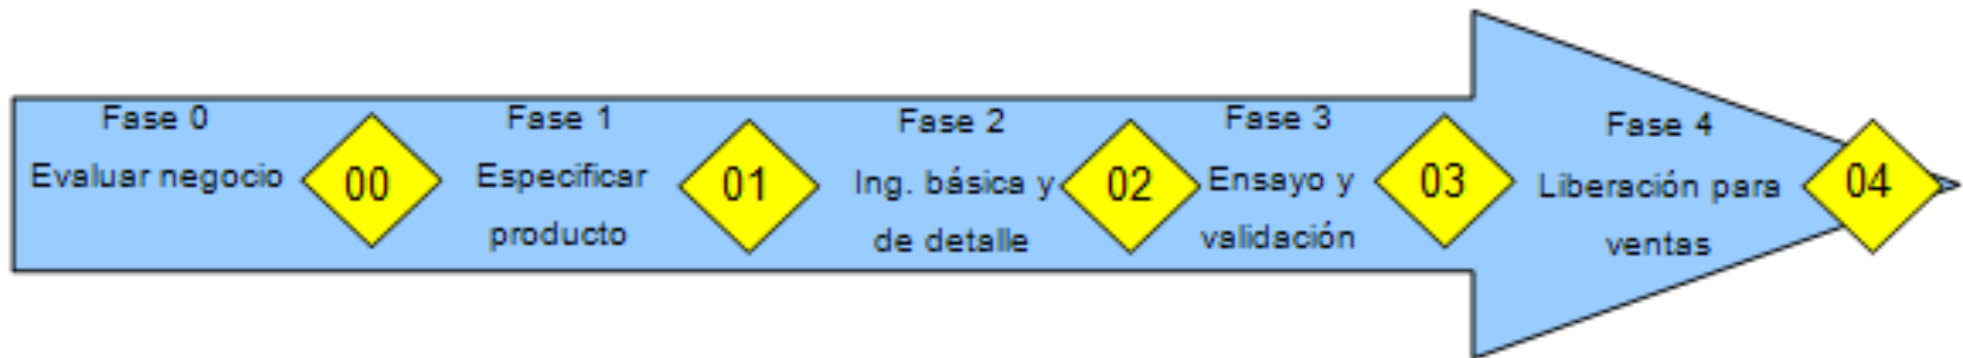 Fase 0
Evaluar negocio
00
Fase 1
Especificar
producto
01
Fase 2
Ing. básica y
de detalle
02
Fase 3
Ensayo y
validación
03
Fase 4
Liberación para
ventas
04